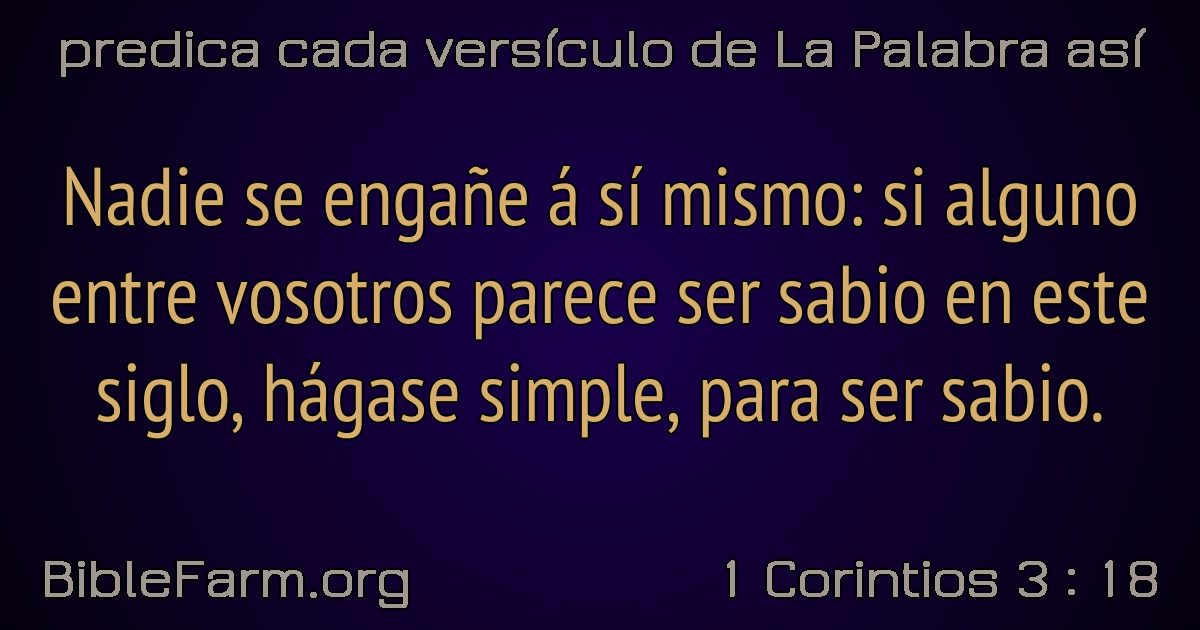 predica cada versículo de La Palabra así
Nadie se engañe á sí mismo: si alguno
entre vosotros parece ser sabio en este
siglo, hágase simple, para ser sabio.
BibleFarm.org
1 Corintios 3 : 18